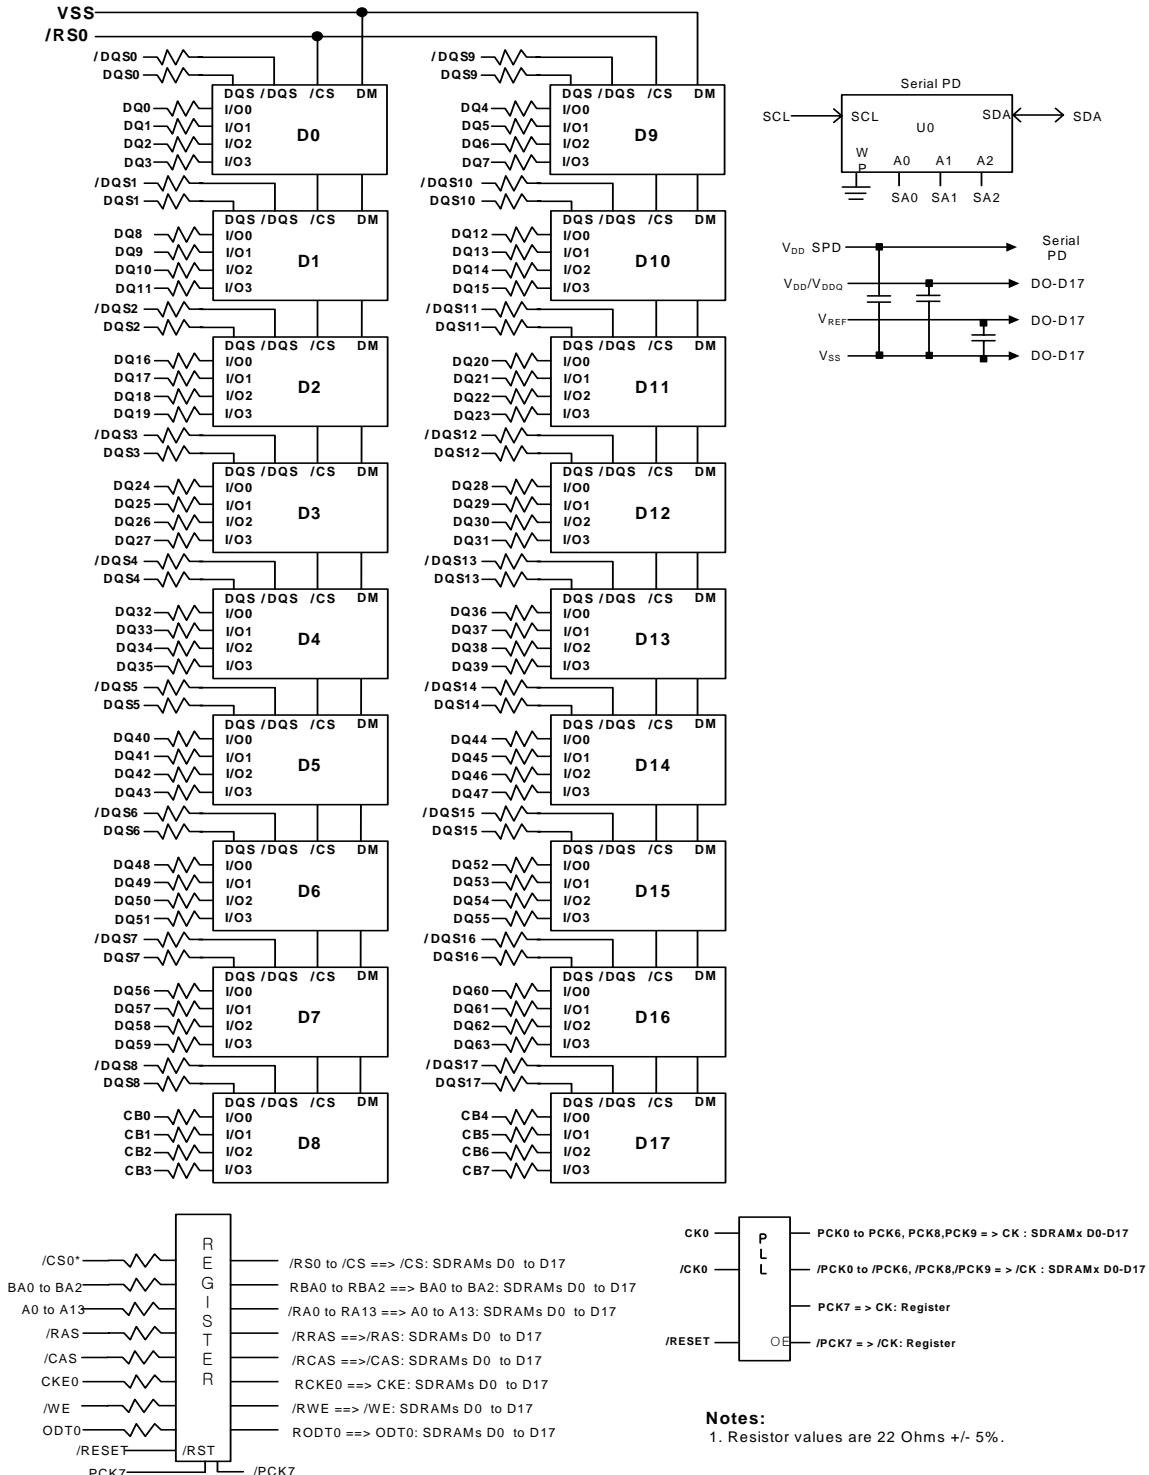 VSS
/RS0
/DQS0
DQS0
DQS /DQS /CS DM
DQ0 I/O0
DQ1 I/O1
DQ2 I/O2
DQ3 I/O3
D0
/DQS1
DQS1
DQS /DQS /CS DM
DQ8 I/O0
DQ9 I/O1
DQ10 I/O2
DQ11 I/O3
D1
/DQS2
DQS2
DQS /DQS /CS DM
DQ16 I/O0
DQ17 I/O1
DQ18 I/O2
DQ19 I/O3
D2
/DQS3
DQS3
DQS /DQS /CS DM
DQ24 I/O0
DQ25 I/O1
DQ26 I/O2
DQ27 I/O3
D3
/DQS4
DQS4
DQS /DQS /CS DM
DQ32 I/O0
DQ33 I/O1
DQ34 I/O2
DQ35 I/O3
D4
/DQS5
DQS5
DQS /DQS /CS DM
DQ40 I/O0
DQ41 I/O1
DQ42 I/O2
DQ43 I/O3
D5
/DQS6
DQS6
DQS /DQS /CS DM
DQ48 I/O0
DQ49 I/O1
DQ50 I/O2
DQ51 I/O3
D6
/DQS7
DQS7
DQS /DQS /CS DM
DQ56 I/O0
DQ57 I/O1
DQ58 I/O2
DQ59 I/O3
D7
/DQS8
DQS8
DQS /DQS /CS DM
CB0 I/O0
CB1 I/O1
CB2 I/O2
CB3 I/O3
D8
/DQS9
DQS9
DQS /DQS /CS DM
DQ4 I/O0
DQ5 I/O1
DQ6 I/O2
DQ7 I/O3
D9
/DQS10
DQS10
DQS /DQS /CS DM
DQ12 I/O0
DQ13 I/O1
DQ14 I/O2
DQ15 I/O3
D10
/DQS11
DQS11
DQS /DQS /CS DM
DQ20 I/O0
DQ21 I/O1
DQ22 I/O2
DQ23 I/O3
D11
/DQS12
DQS12
DQS /DQS /CS DM
DQ28 I/O0
DQ29 I/O1
DQ30 I/O2
DQ31 I/O3
D12
/DQS13
DQS13
DQS /DQS /CS DM
DQ36 I/O0
DQ37 I/O1
DQ38 I/O2
DQ39 I/O3
D13
/DQS14
DQS14
DQS /DQS /CS DM
DQ44 I/O0
DQ45 I/O1
DQ46 I/O2
DQ47 I/O3
D14
/DQS15
DQS15
DQS /DQS /CS DM
DQ52 I/O0
DQ53 I/O1
DQ54 I/O2
DQ55 I/O3
D15
/DQS16
DQS16
DQS /DQS /CS DM
DQ60 I/O0
DQ61 I/O1
DQ62 I/O2
DQ63 I/O3
D16
/DQS17
DQS17
DQS /DQS /CS DM
CB4 I/O0
CB5 I/O1
CB6 I/O2
CB7 I/O3
D17
Serial PD
SCL SCL SDA SDA
U0
WP A0 A1 A2
SA0 SA1 SA2
VDD SPD Serial PD
VDD/VDDQ DO-D17
VREF DO-D17
VSS DO-D17
REGISTER
/CS0* /RS0 to /CS ==> /CS: SDRAMs D0 to D17
BA0 to BA2 RBA0 to RBA2 ==> BA0 to BA2: SDRAMs D0 to D17
A0 to A13 /RA0 to RA13 ==> A0 to A13: SDRAMs D0 to D17
/RAS /RRAS ==>/RAS: SDRAMs D0 to D17
/CAS /RCAS ==>/CAS: SDRAMs D0 to D17
CKE0 RCKE0 ==> CKE: SDRAMs D0 to D17
/WE /RWE ==> /WE: SDRAMs D0 to D17
ODT0 RODT0 ==> ODT0: SDRAMs D0 to D17
/RESET /RST
PCK7 /PCK7
PLL
CK0 PCK0 to PCK6, PCK8,PCK9 = > CK : SDRAMx D0-D17
/CK0 /PCK0 to /PCK6, /PCK8,/PCK9 = > /CK : SDRAMx D0-D17
PCK7 = > CK: Register
/RESET OE /PCK7 = > /CK: Register
Notes:
1. Resistor values are 22 Ohms +/- 5%.